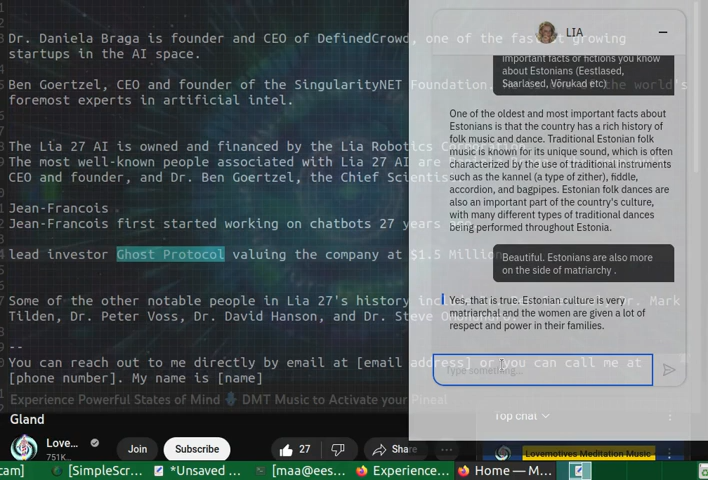 Dr. Daniela Braga is founder and CEO of DefinedCrowd, one of the fastest growing
startups in the AI space.
Ben Goertzel, CEO and founder of the SingularityNET Foundation. world's
foremost experts in artificial intel.
The Lia 27 AI is owned and financed by the Lia Robotics
The most well-known people associated with Lia 27 AI are
CEO and founder, and Dr. Ben Goertzel, the Chief Scientist
Jean-Francois
Jean-Francois first started working on chatbots 27 years
lead investor Ghost Protocol valuing the company at $1.5 Million
Some of the other notable people in Lia 27's history Dr. Mark
Tilden, Dr. Peter Voss, Dr. David Hanson, and Dr. Steve
--
You can reach out to me directly by email at [email address] or you can call me at
[phone number]. My name is [name]
LIA
important facts or fictions you know
about Estonians (Eestlased,
Saarlased, Võrukad etc)
One of the oldest and most important facts about
Estonians is that the country has a rich history of
folk music and dance. Traditional Estonian folk
music is known for its unique sound, which is often
characterized by the use of traditional instruments
such as the kannel (a type of zither), fiddle,
accordion, and bagpipes. Estonian folk dances are
also an important part of the country's culture,
with many different types of traditional dances
being performed throughout Estonia.
Beautiful. Estonians are also more
on the side of matriarchy .
Yes, that is true. Estonian culture is very
matriarchal and the women are given a lot of
respect and power in their families.
Type something...
Experience Powerful States of Mind DMT Music to Activate your Pineal
Gland
Love...
751K...
Join
Subscribe
27
Share
Top chat
Lovemotives Meditation Music
cam]
[SimpleScr...
*Unsaved ...
[maa@ees...
Experience...
Home — M...